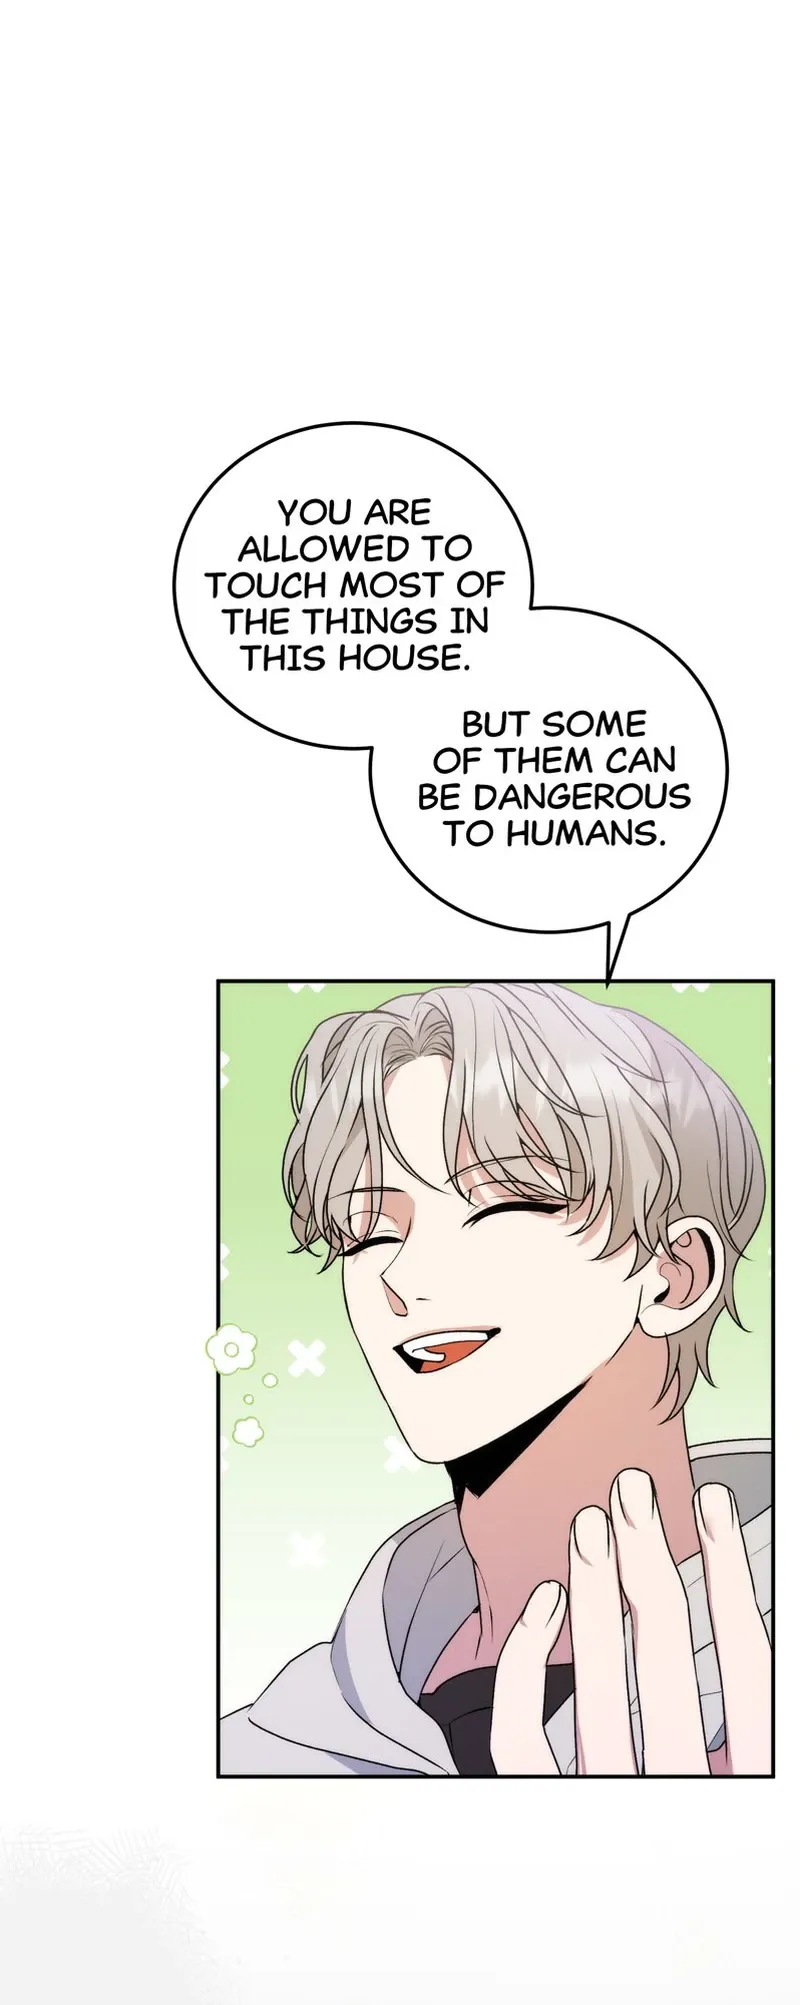 YOU ARE
ALLOWED TO
TOUCH MOST OF
THE THINGS IN
THIS HOUSE.
BUT SOME
OF THEM CAN
BE DANGEROUS
TO HUMANS.